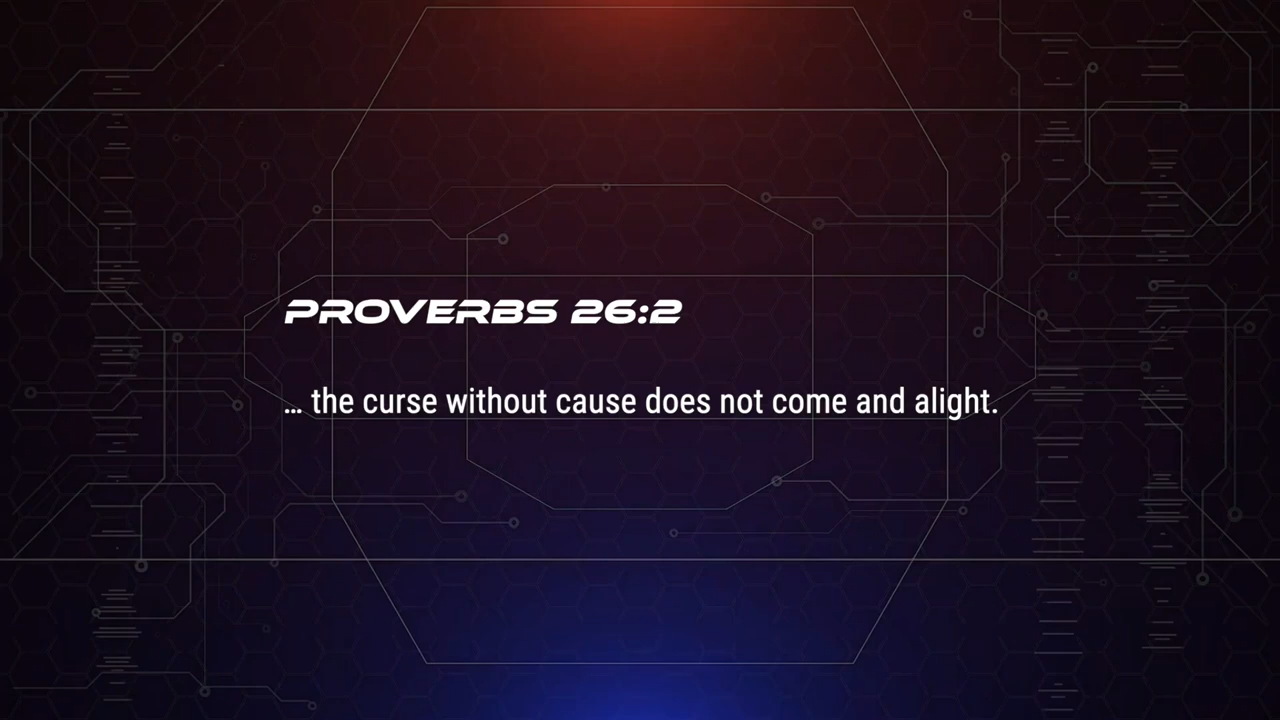 PROVERBS 26:2
… the curse without cause does not come and alight.